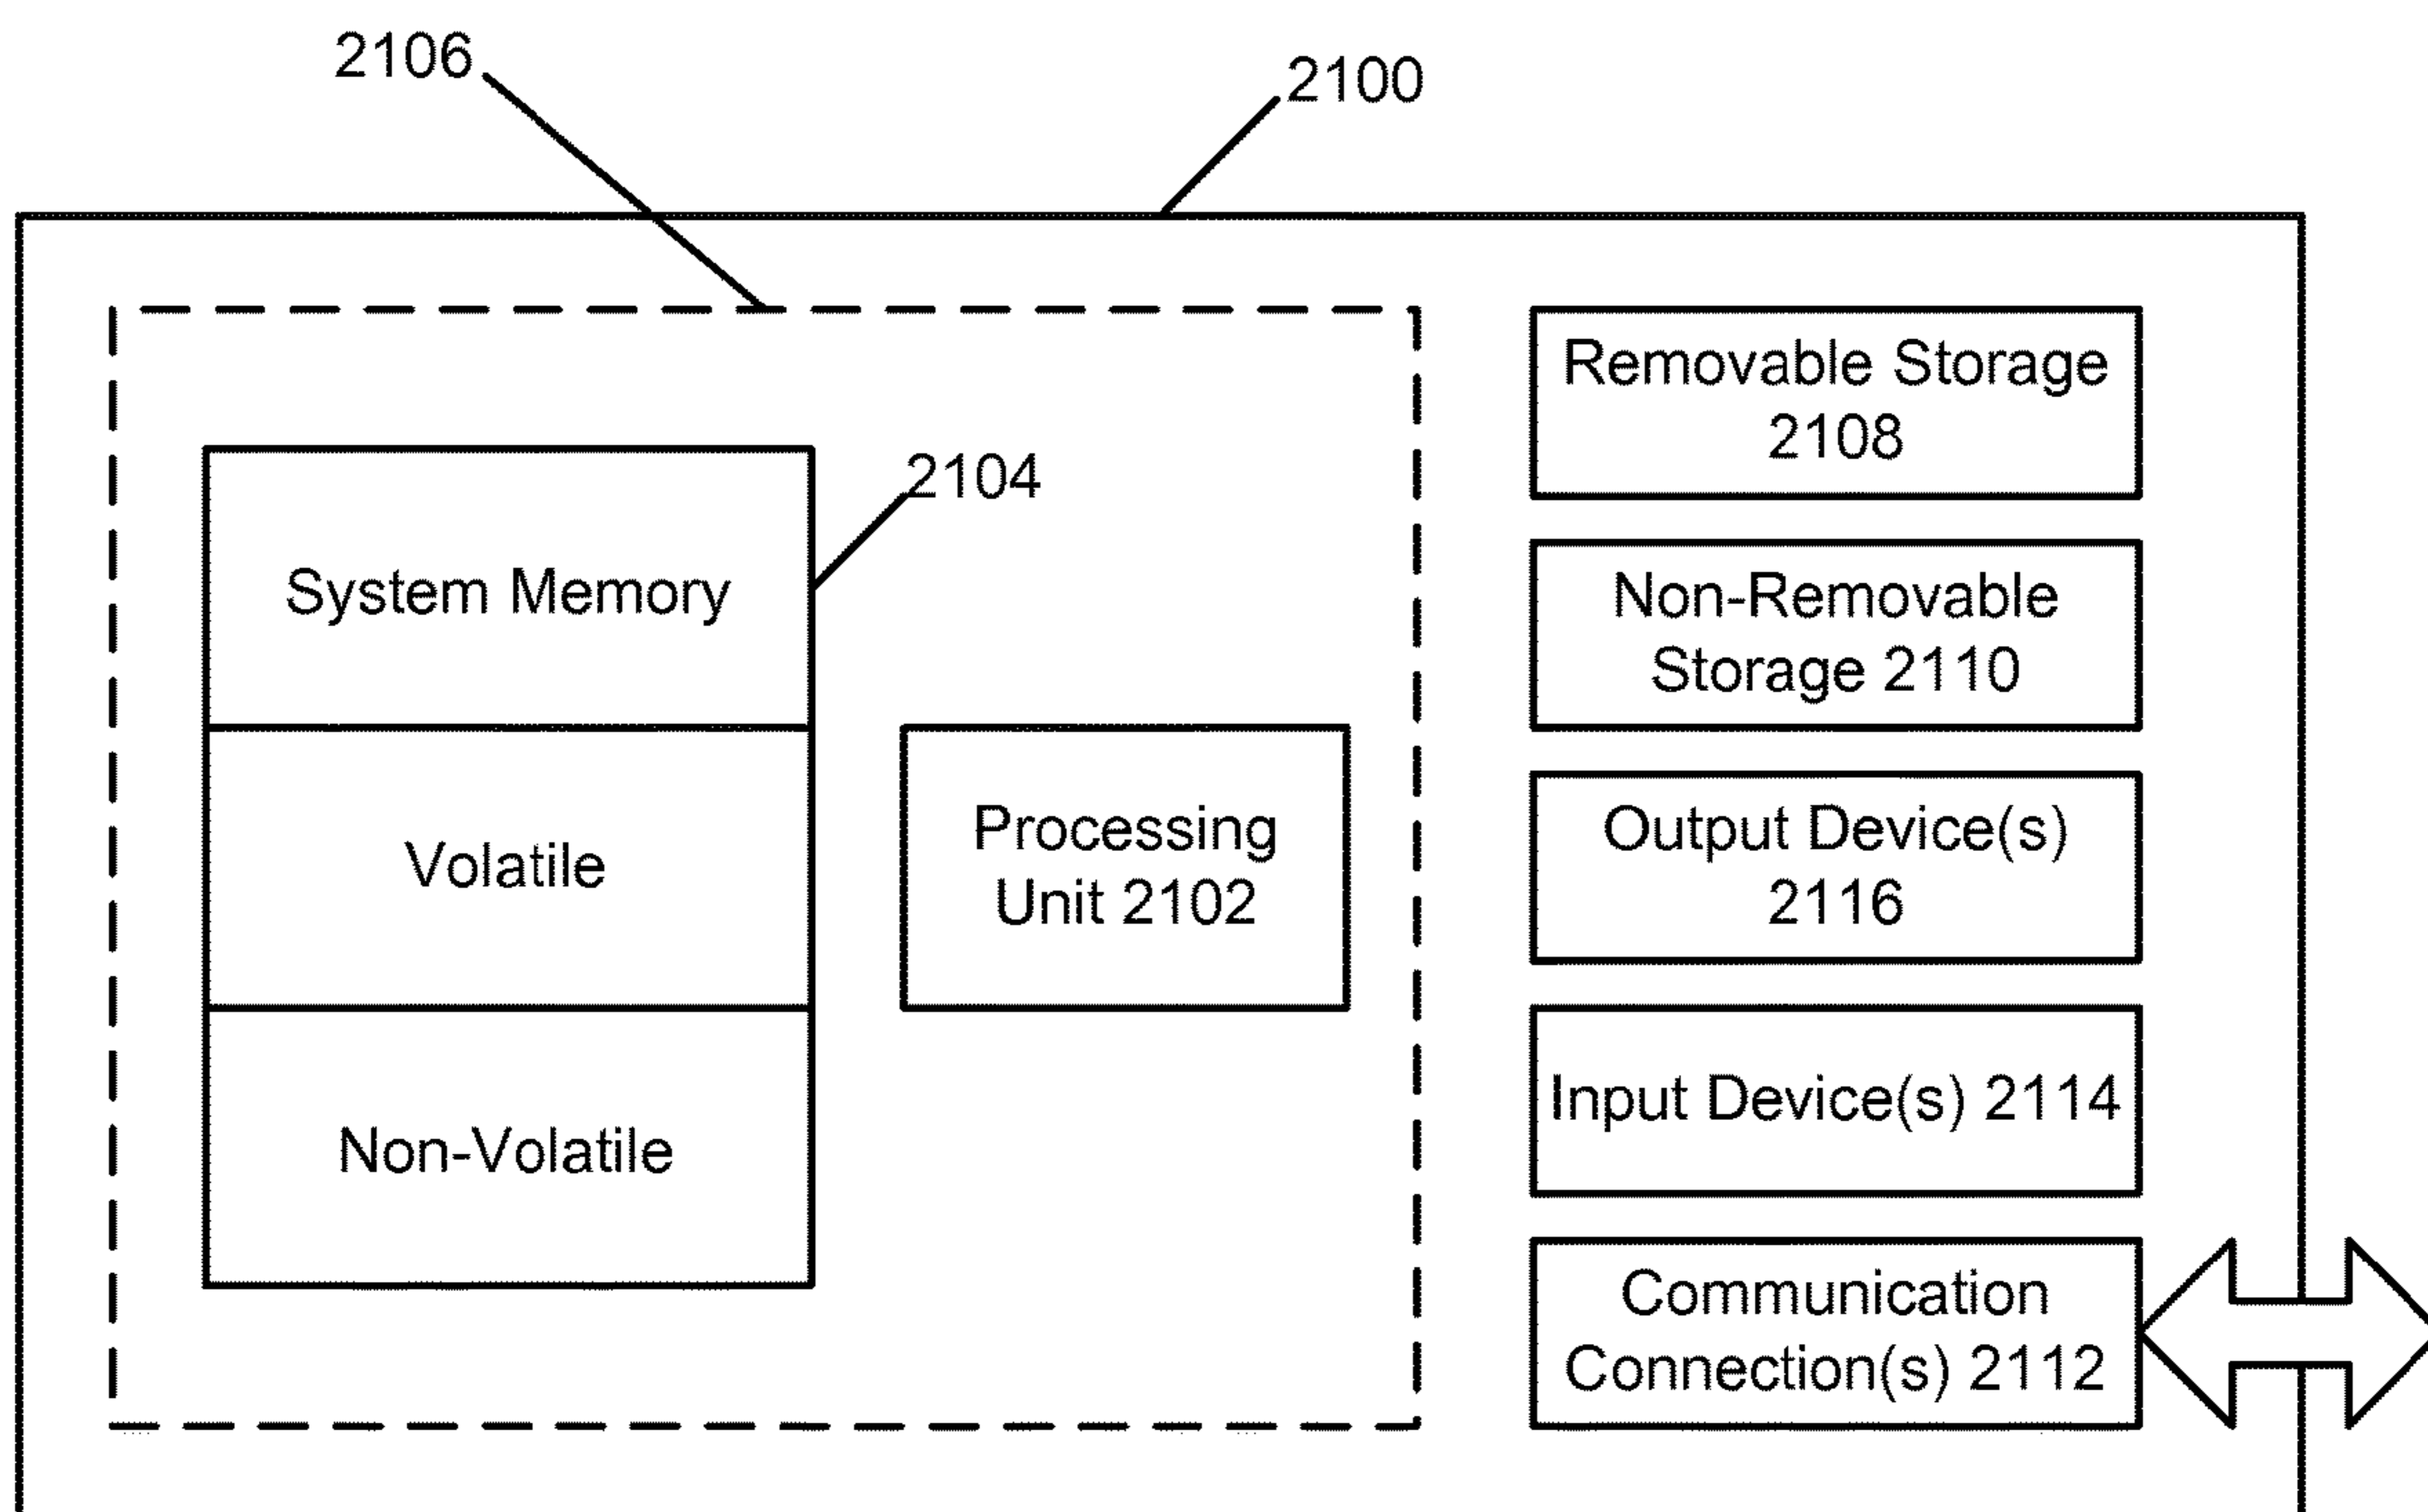 2106
2100
2104
System Memory
Volatile
Non-Volatile
Processing
Unit 2102
Removable Storage
2108
Non-Removable
Storage 2110
Output Device(s)
2116
Input Device(s) 2114
Communication
Connection(s) 2112